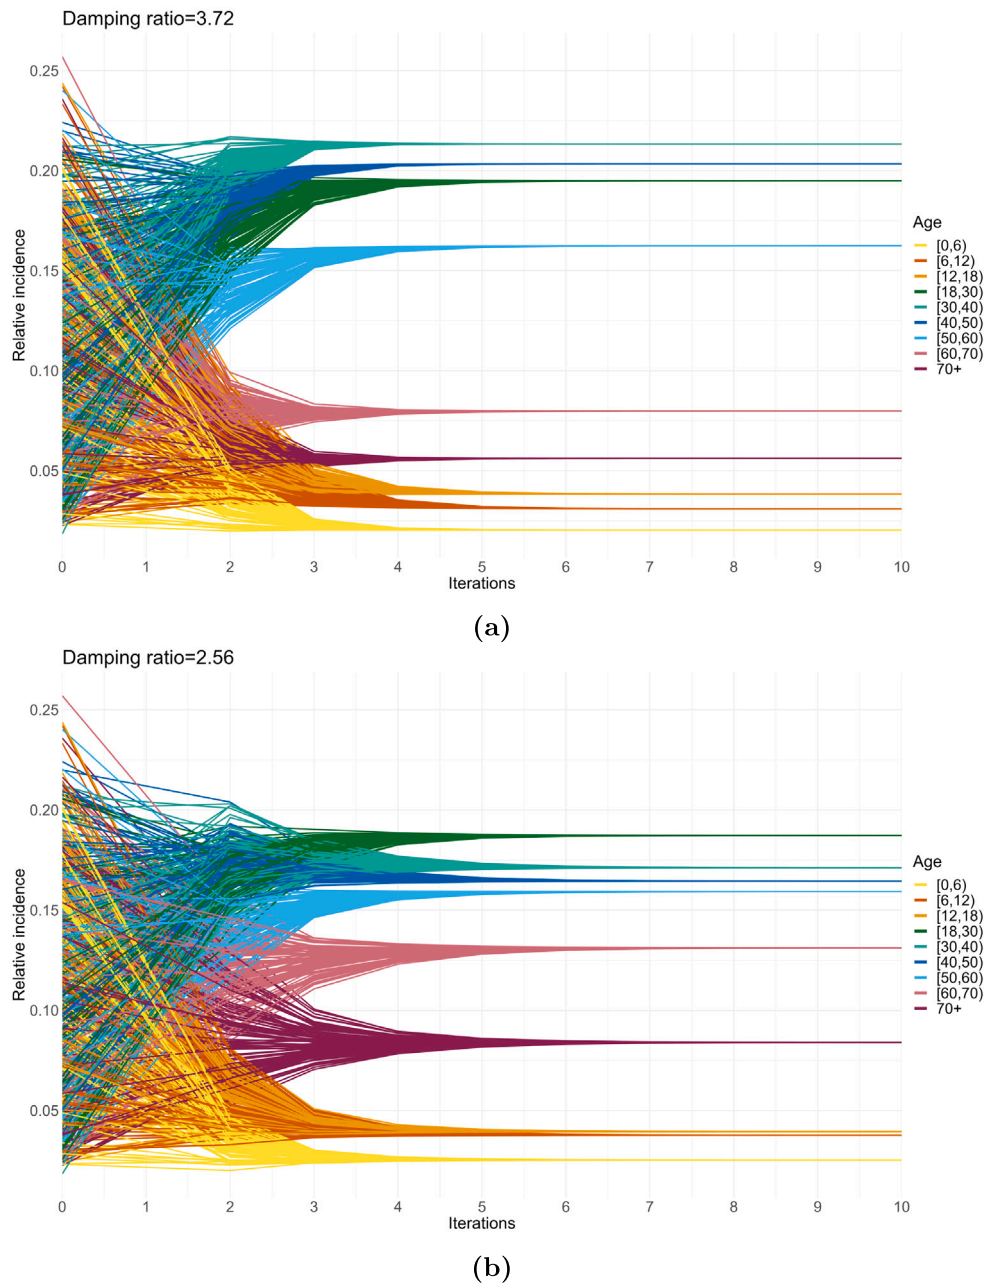 Damping ratio=3.72
0.25
0.20
0.15
0.10
0.05
Relative incidence
0 1 2 3 4 5 6 7 8 9 10
Iterations
Age
[0,6)
[6,12)
[12,18)
[18,30)
[30,40)
[40,50)
[50,60)
[60,70)
70+
(a)
Damping ratio=2.56
0.25
0.20
0.15
0.10
0.05
Relative incidence
0 1 2 3 4 5 6 7 8 9 10
Iterations
Age
[0,6)
[6,12)
[12,18)
[18,30)
[30,40)
[40,50)
[50,60)
[60,70)
70+
(b)